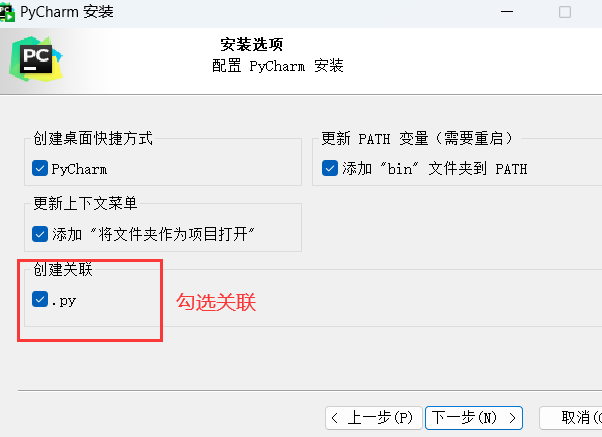 PyCharm 安装
PC
安装选项
配置 PyCharm 安装
创建桌面快捷方式
PyCharm
更新 PATH 变量（需要重启）
添加 "bin" 文件夹到 PATH
更新上下文菜单
添加 "将文件夹作为项目打开"
创建关联
.py
勾选关联
< 上一步(P)
下一步(N) >
取消(C